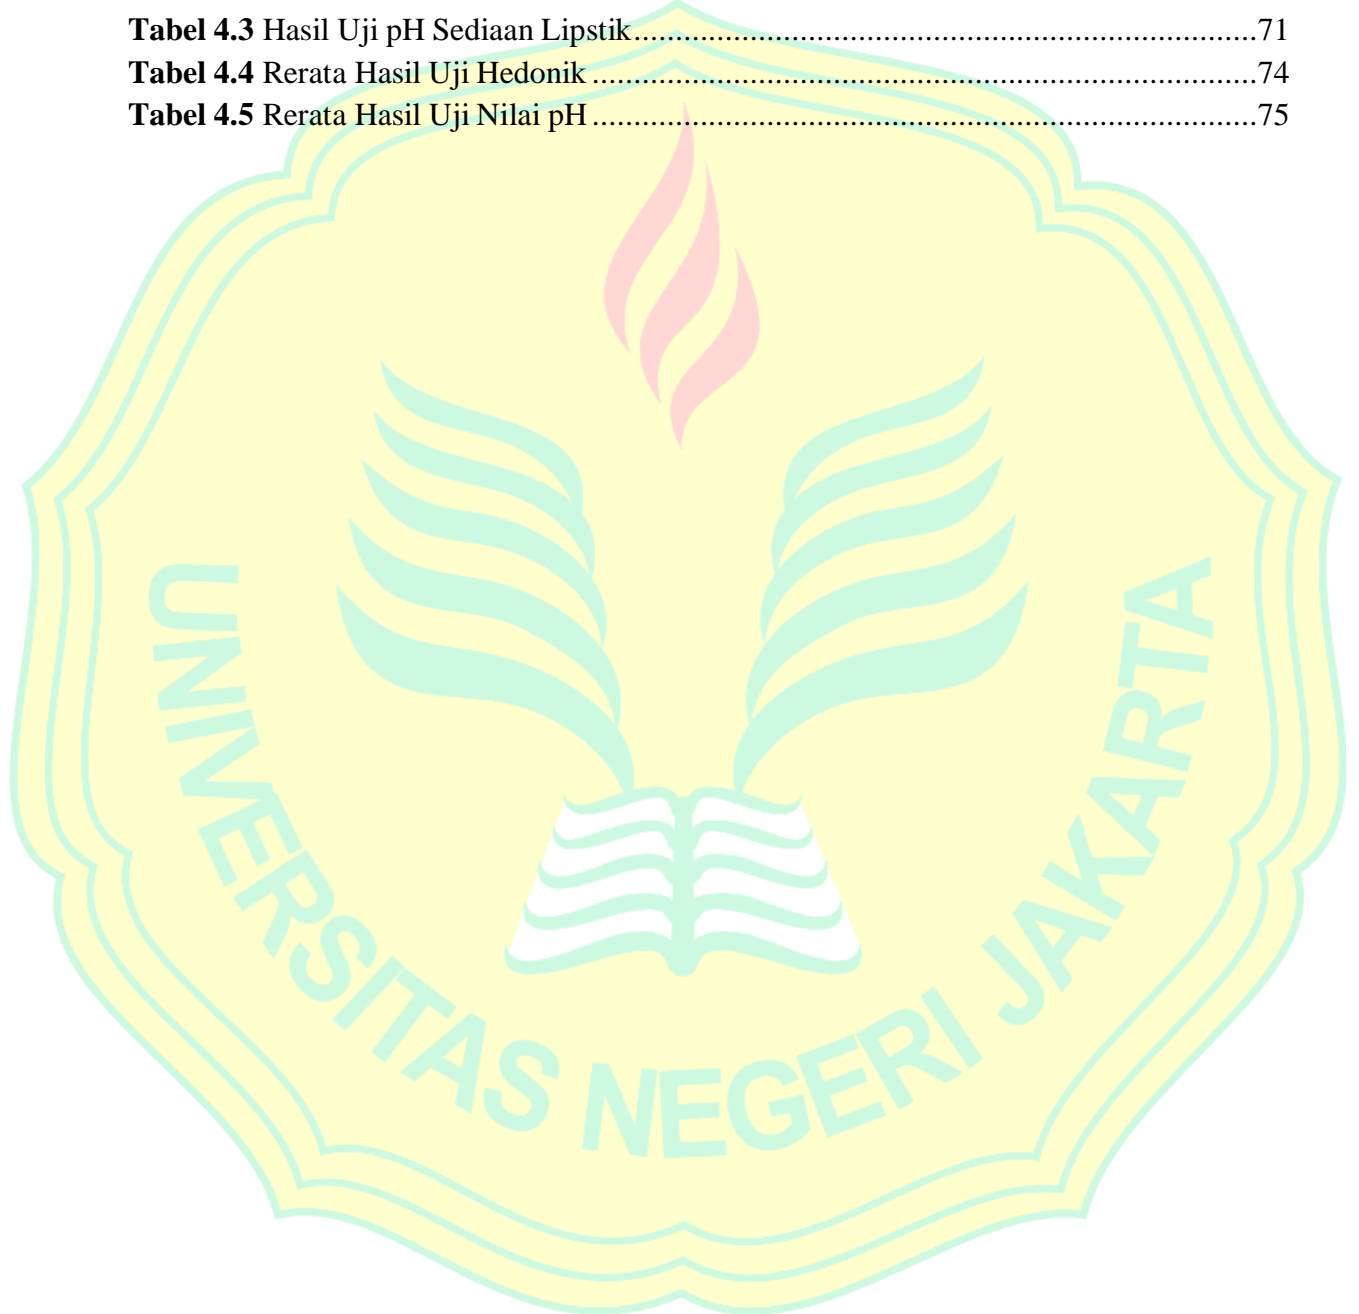 Tabel 4.3 Hasil Uji pH Sediaan Lipstik...............................................................................71
Tabel 4.4 Rerata Hasil Uji Hedonik ....................................................................................74
Tabel 4.5 Rerata Hasil Uji Nilai pH ....................................................................................75
UNIVERSITAS NEGERI JAKARTA